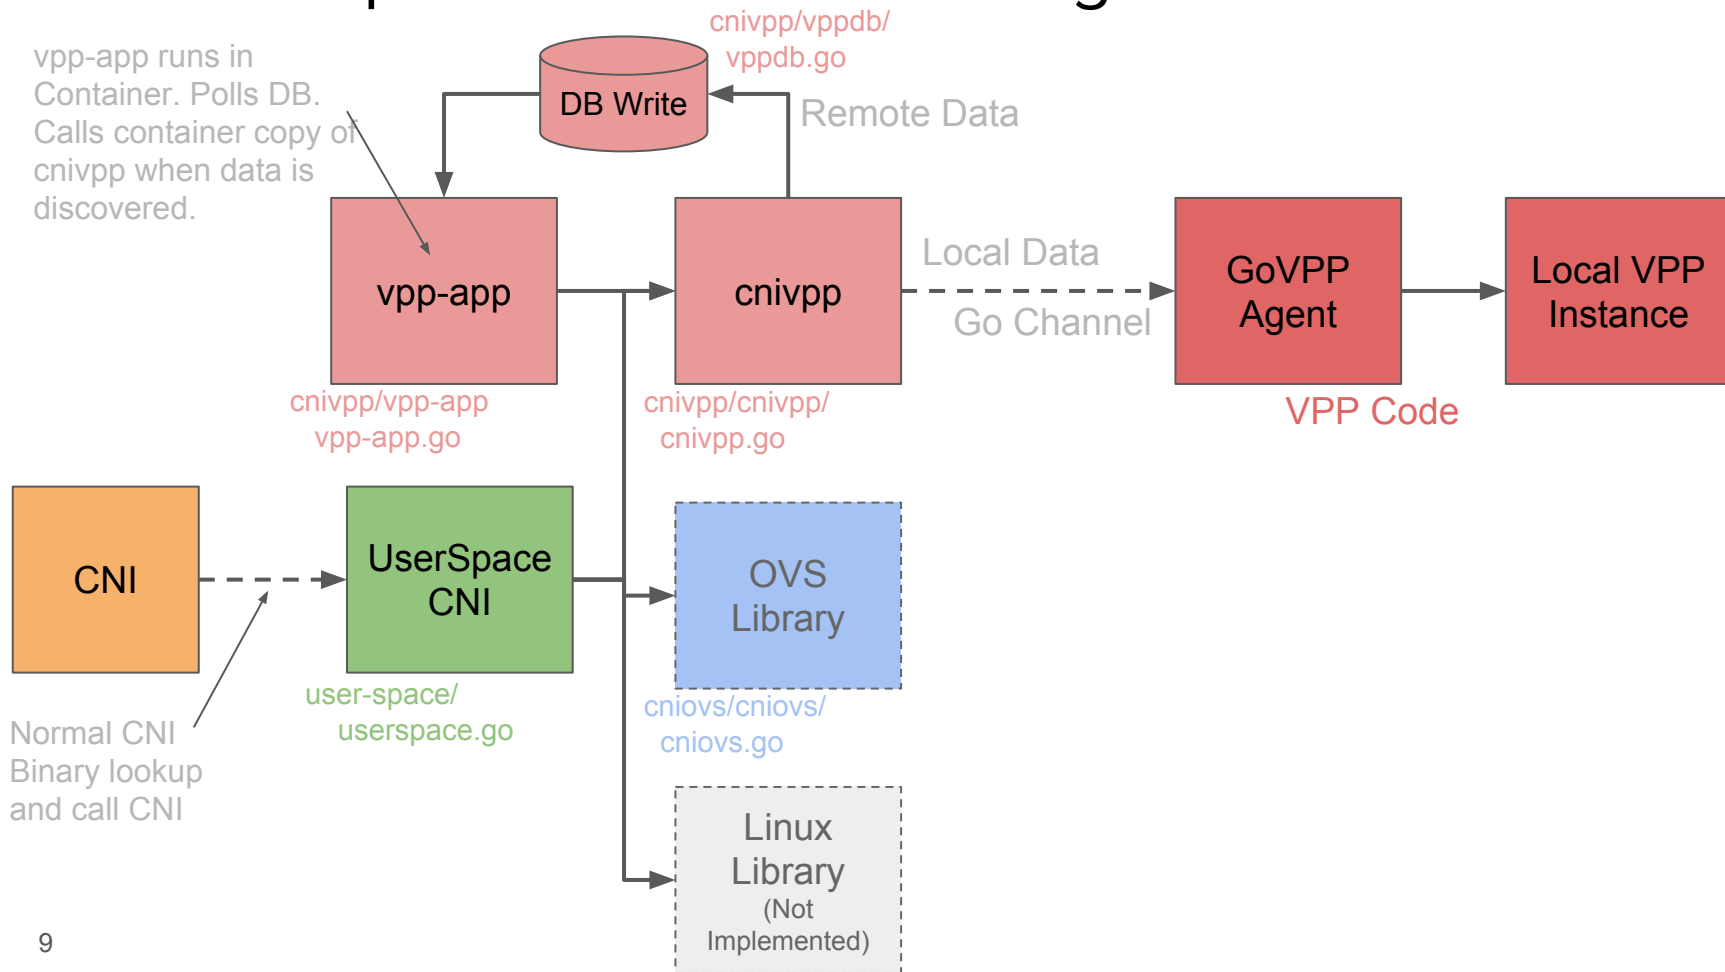 cnivpp/vppdb/
vppdb.go
vpp-app runs in
Container. Polls DB.
Calls container copy of
cnivpp when data is
discovered.
DB Write
Remote Data
vpp-app
cnivpp
Local Data
Go Channel
GoVPP
Agent
Local VPP
Instance
cnivpp/vpp-app
vpp-app.go
cnivpp/cnivpp/
cnivpp.go
VPP Code
CNI
UserSpace
CNI
OVS
Library
user-space/
userspace.go
cniovs/cniovs/
cniovs.go
Normal CNI
Binary lookup
and call CNI
Linux
Library
(Not
Implemented)
9